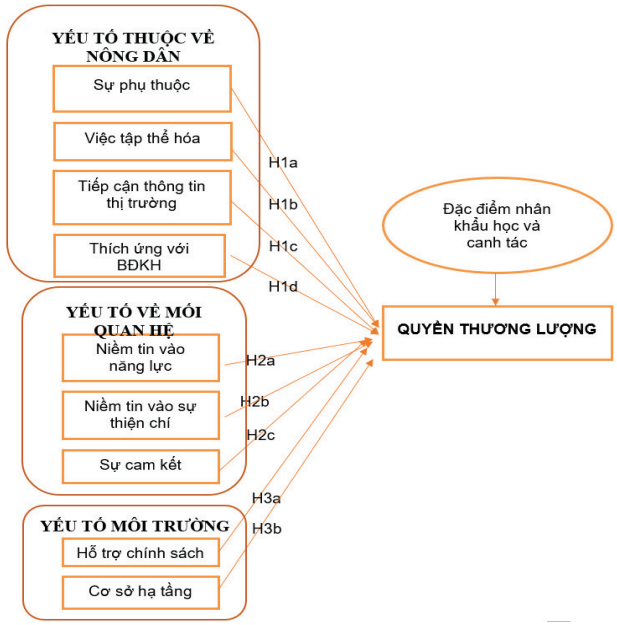 YẾU TỐ THUỘC VỀ
NÔNG DÂN
Sự phụ thuộc
Việc tập thể hóa
Tiếp cận thông tin
thị trường
Thích ứng với
BĐKH
H1a
H1b
H1c
H1d
YẾU TỐ VỀ MỐI
QUAN HỆ
Niềm tin vào
năng lực
Niềm tin vào sự
thiện chí
Sự cam kết
H2a
H2b
H2c
YẾU TỐ MÔI TRƯỜNG
Hỗ trợ chính sách
Cơ sở hạ tầng
H3a
H3b
Đặc điểm nhân
khẩu học và
canh tác
QUYỀN THƯƠNG LƯỢNG